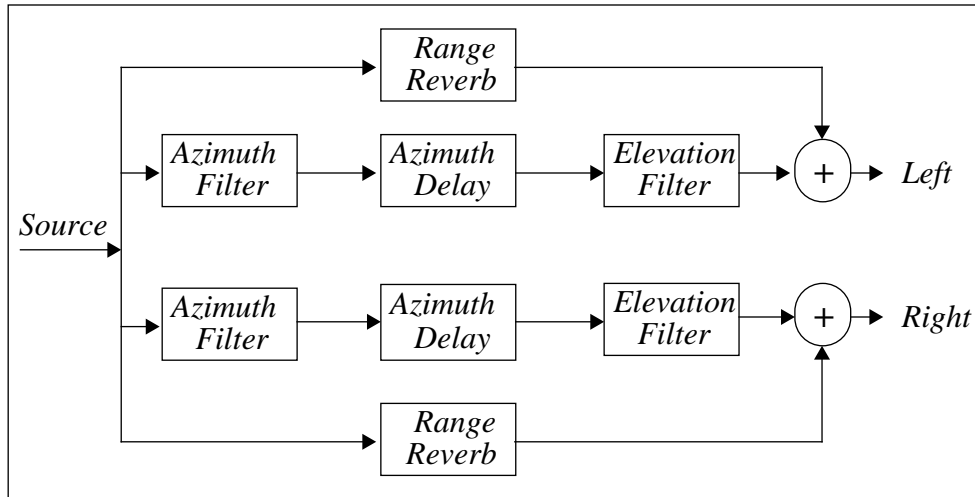 Range
Reverb
Azimuth
Filter
Azimuth
Delay
Elevation
Filter
+
Left
Source
Azimuth
Filter
Azimuth
Delay
Elevation
Filter
+
Right
Range
Reverb